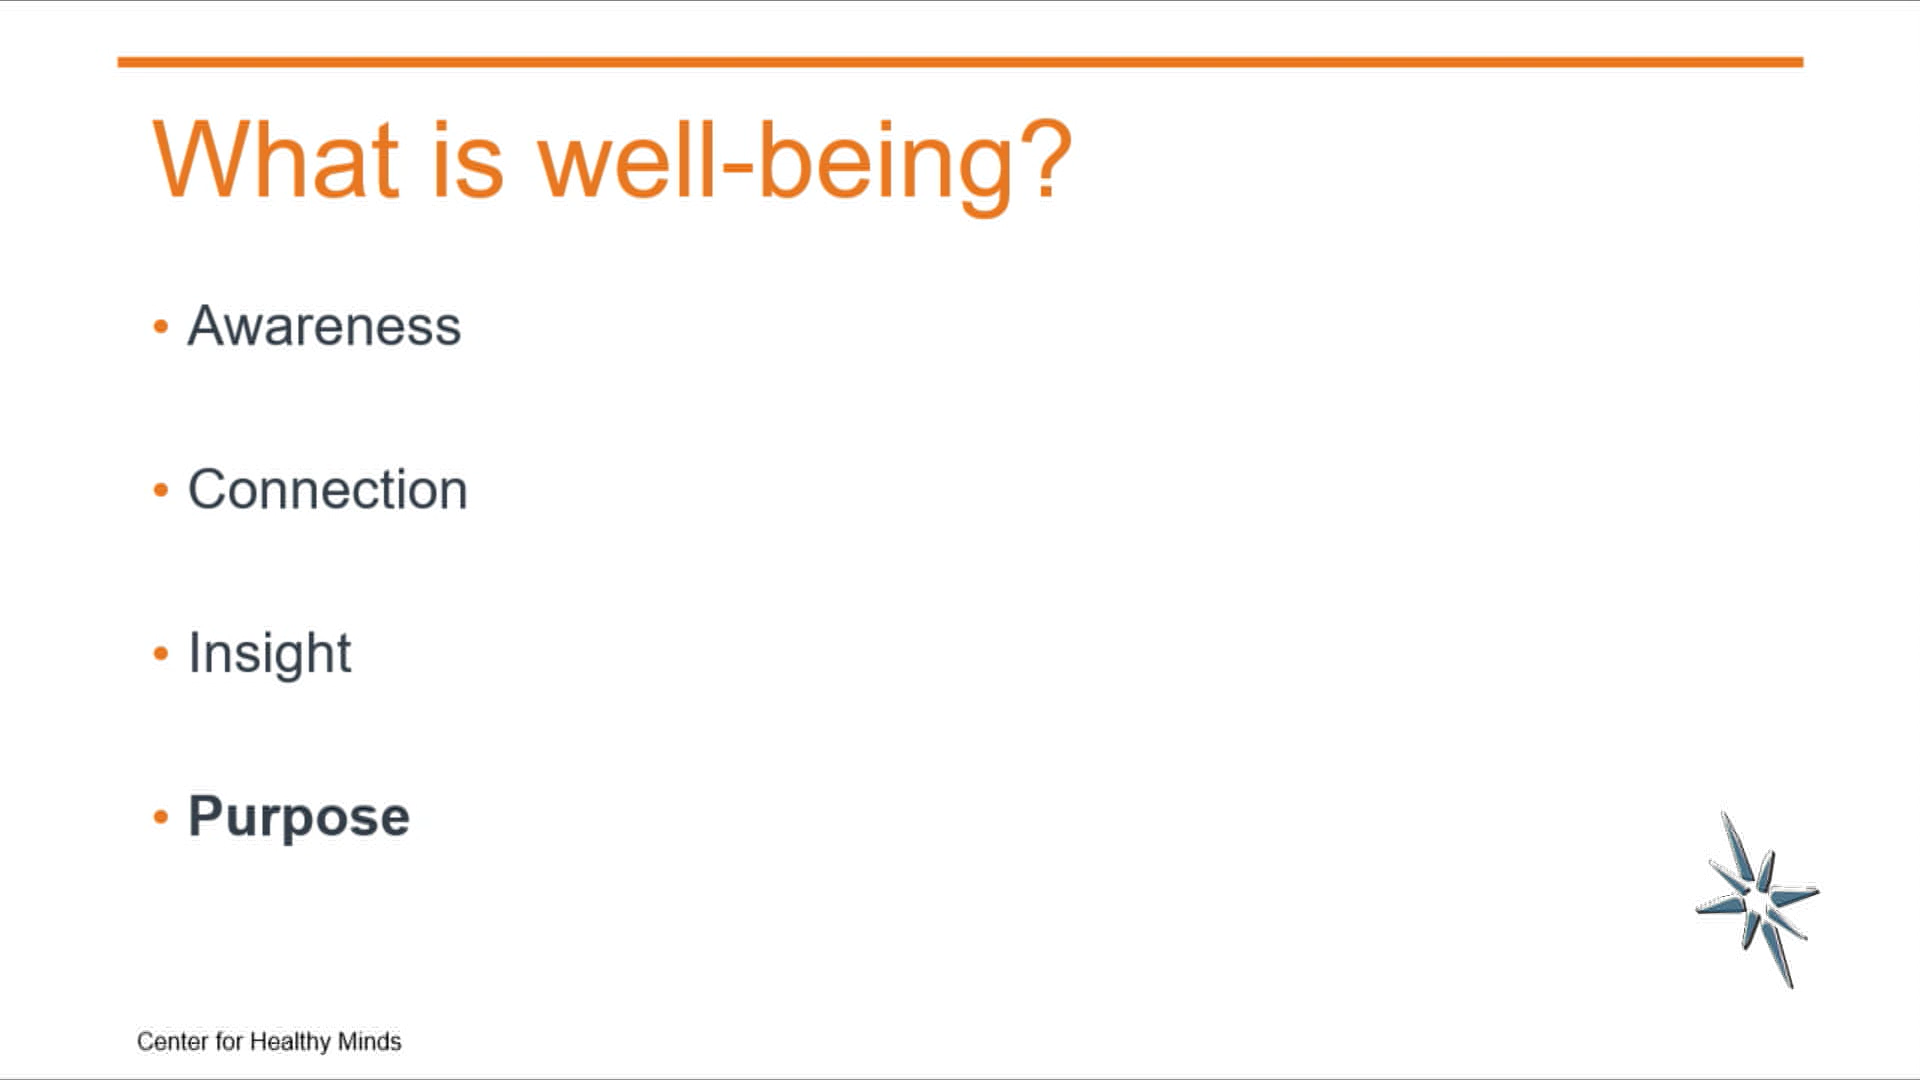 What is well-being?
• Awareness
• Connection
• Insight
• Purpose
Center for Healthy Minds